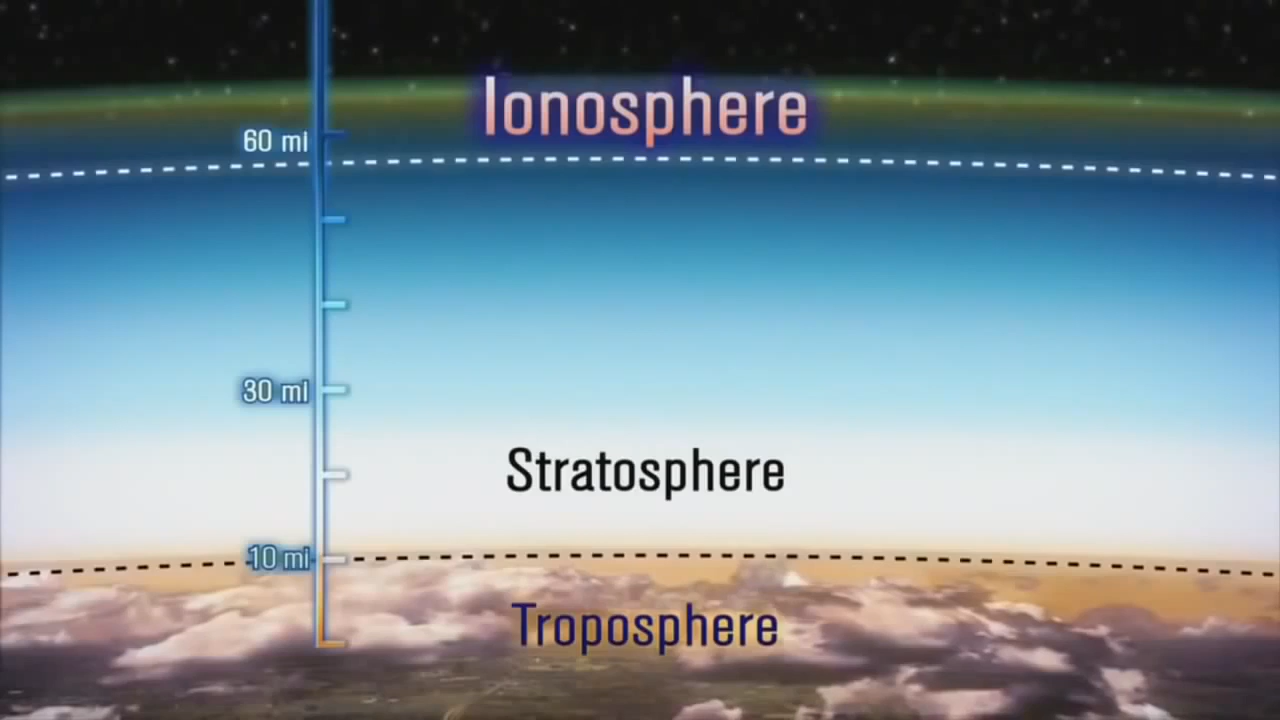 Ionosphere
60 mi
30 mi
Stratosphere
10 mi
Troposphere